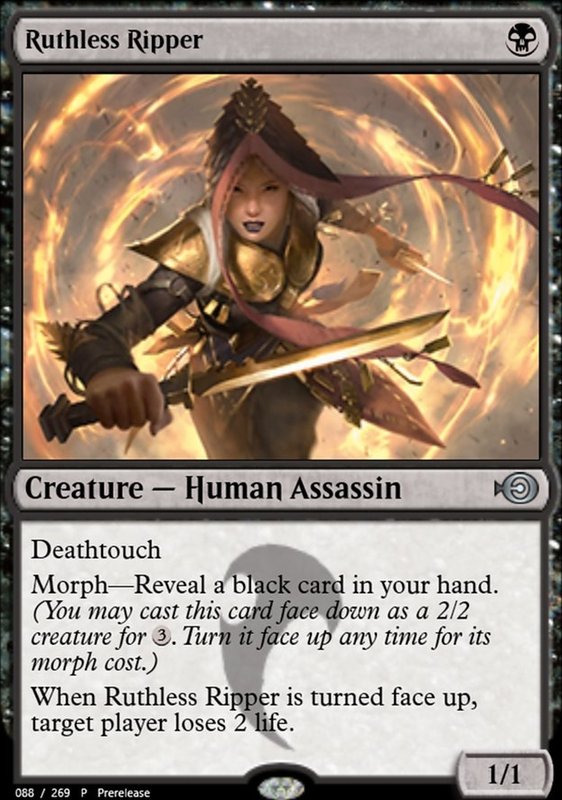 Ruthless Ripper
Creature — Human Assassin
Deathtouch
Morph—Reveal a black card in your hand.
(You may cast this card face down as a 2/2
creature for 3. Turn it face up any time for its
morph cost.)
When Ruthless Ripper is turned face up,
target player loses 2 life.
1/1
088 / 269 P Prerelease